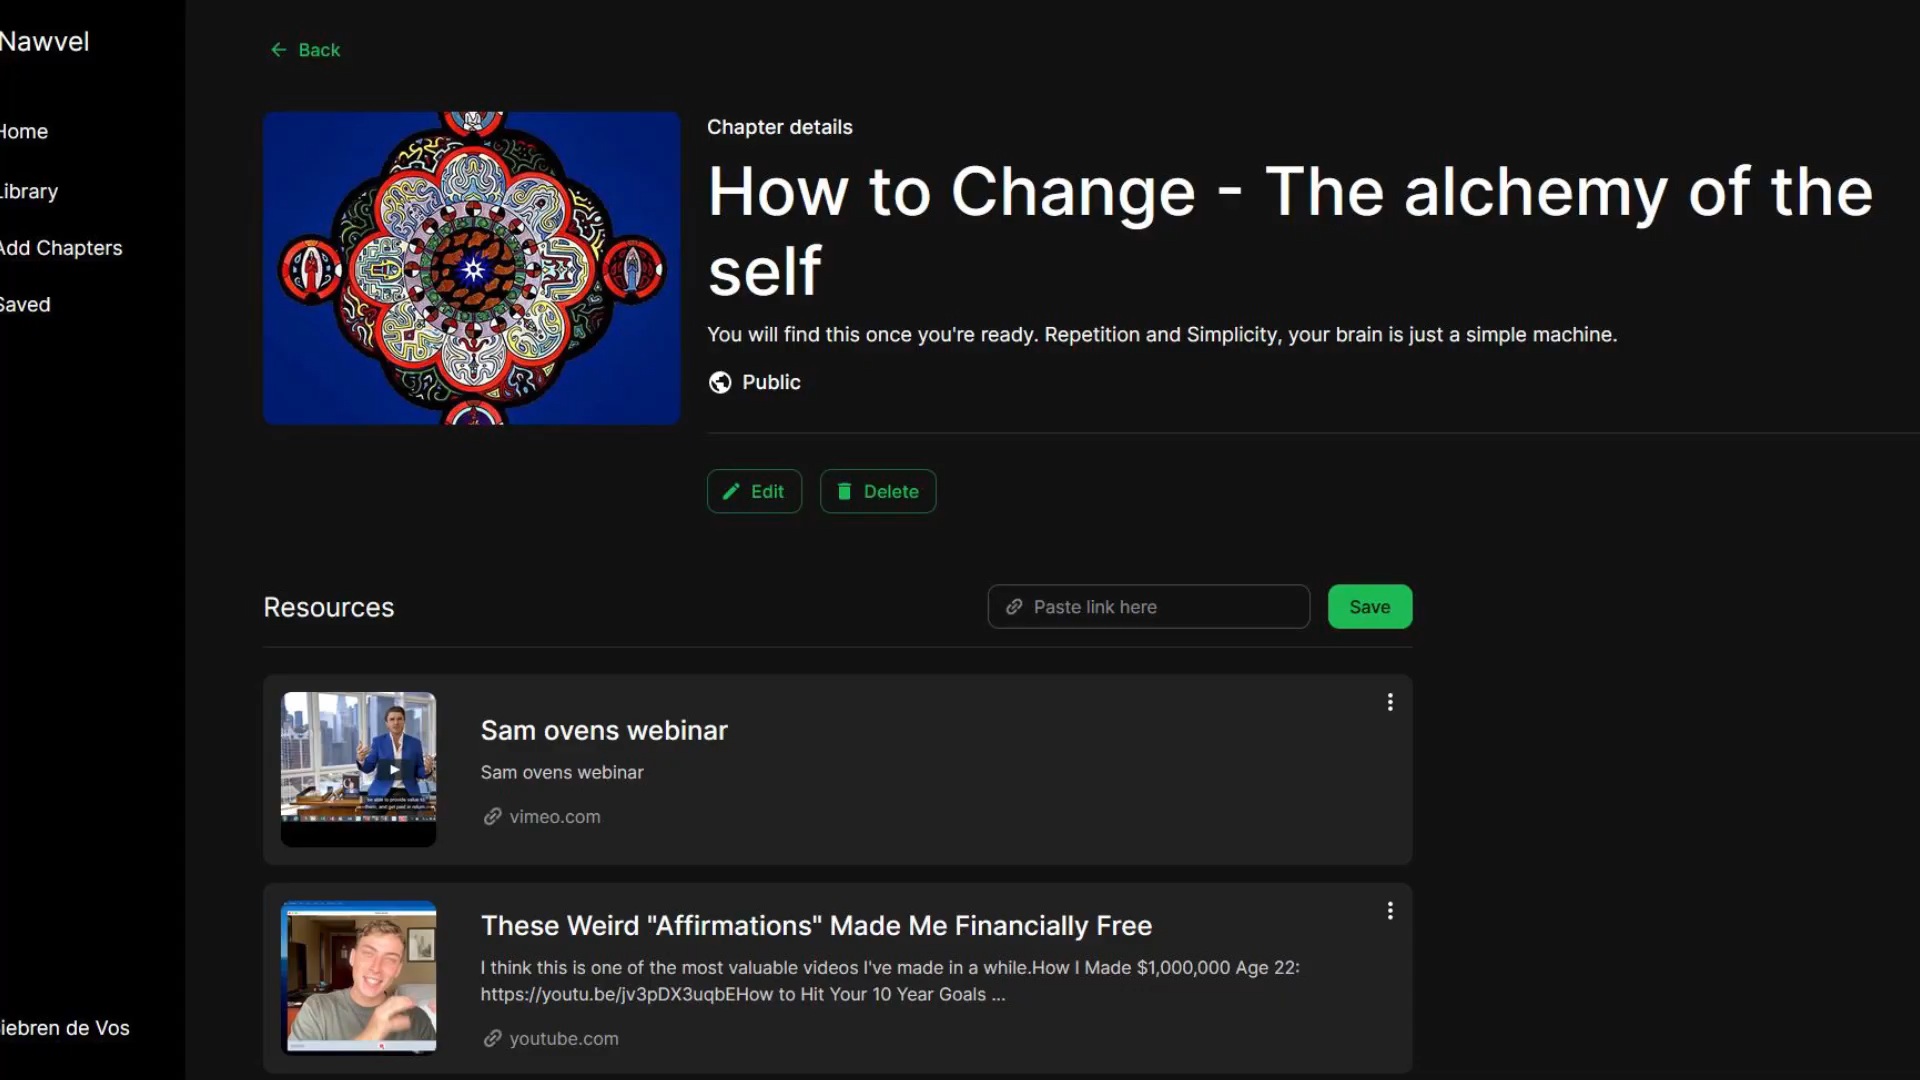 Nawvel
Home
Library
Add Chapters
Saved
iebren de Vos
Back
Chapter details
How to Change - The alchemy of the
self
You will find this once you're ready. Repetition and Simplicity, your brain is just a simple machine.
Public
Edit
Delete
Resources
Paste link here
Save
Sam ovens webinar
Sam ovens webinar
vimeo.com
These Weird "Affirmations" Made Me Financially Free
I think this is one of the most valuable videos I've made in a while.How I Made $1,000,000 Age 22:
https://youtu.be/jv3pDX3uqbEHow to Hit Your 10 Year Goals ...
youtube.com